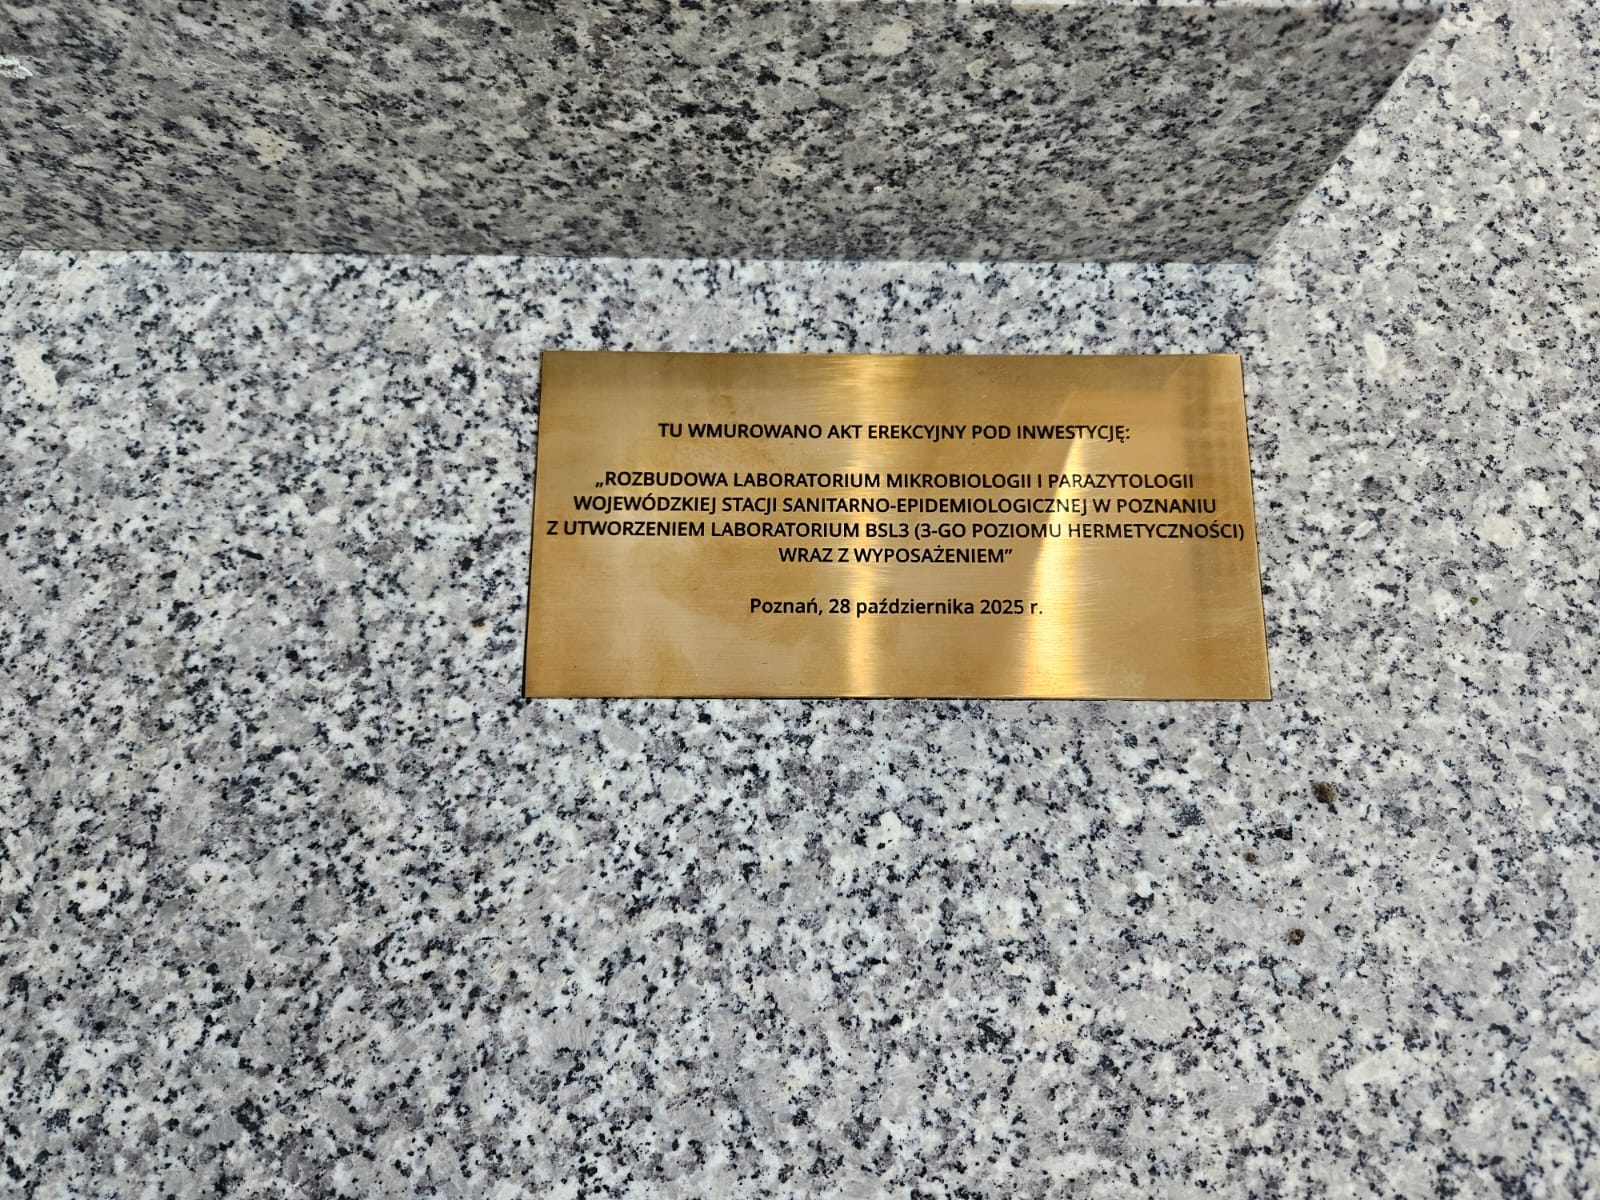 TU WMUROWANO AKT EREKCYJNY POD INWESTYCJĘ:
„ROZBUDOWA LABORATORIUM MIKROBIOLOGII I PARAZYTOLOGII
WOJEWÓDZKIEJ STACJI SANITARNO-EPIDEMIOLOGICZNEJ W POZNANIU
Z UTWORZENIEM LABORATORIUM BSL3 (3-GO POZIOMU HERMETYCZNOŚCI)
WRAZ Z WYPOSAŻENIEM”
Poznań, 28 października 2025 r.